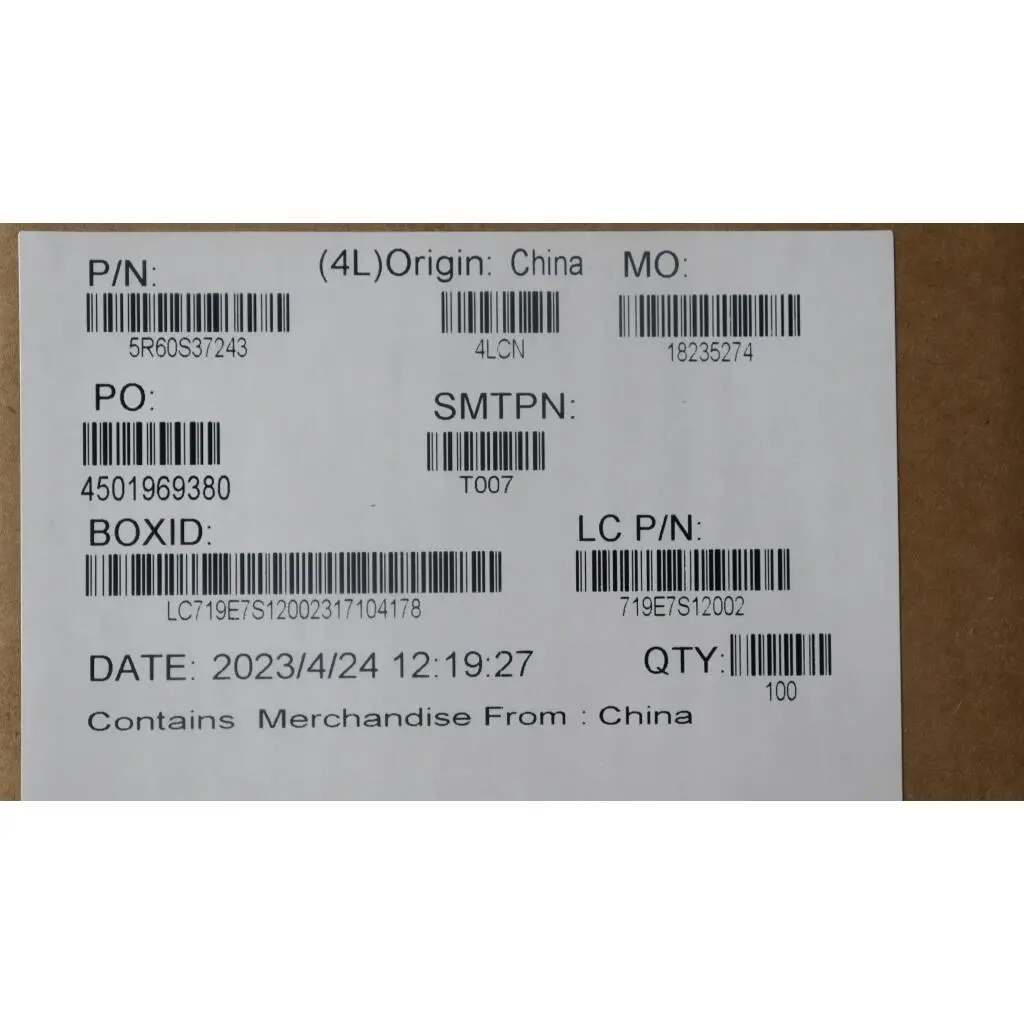 P/N: (4L)Origin: China MO:
5R60S37243 4LCN 18235274
PO: SMTPN:
4501969380 T007
BOXID: LC P/N:
LC719E7S12002317104178 719E7S12002
DATE: 2023/4/24 12:19:27 QTY:
100
Contains Merchandise From : China